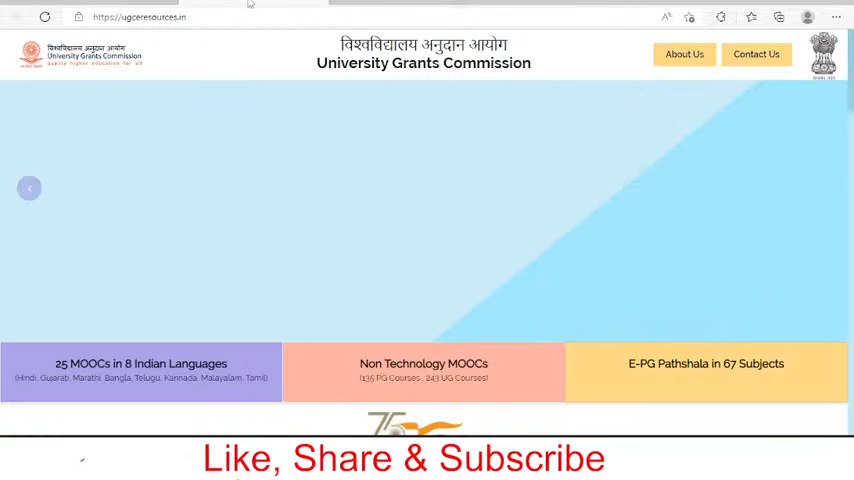 https://ugceresources.in
विश्वविद्यालय अनुदान आयोग
University Grants Commission
quality higher education for all
विश्वविद्यालय अनुदान आयोग
University Grants Commission
About Us
Contact Us
25 MOOCs in 8 Indian Languages
(Hindi, Gujarati, Marathi, Bangla, Telugu, Kannada, Malayalam, Tamil)
Non Technology MOOCs
(135 PG Courses , 243 UG Courses)
E-PG Pathshala in 67 Subjects
75
Like, Share & Subscribe